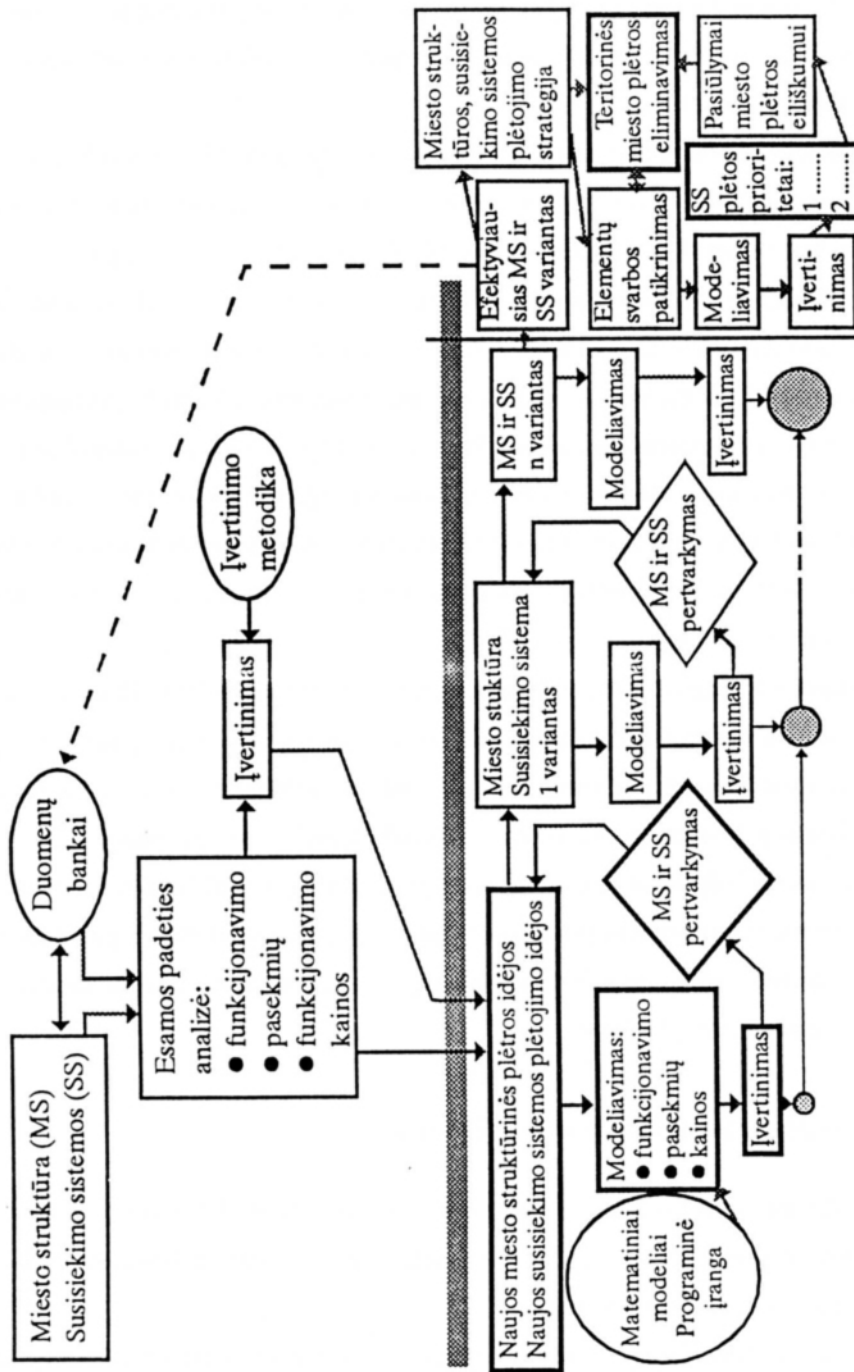 Miesto struktūra (MS)
Susisiekimo sistemos (SS)
Duomenų
bankai
Esamos padeties
analizė:
● funkcijonavimo
● pasekmių
● funkcijonavimo
kainos
Įvertinimas
Įvertinimo
metodika
Naujos miesto struktūrinės plėtros idėjos
Naujos susisiekimo sistemos plėtojimo idėjos
Matematiniai
modeliai
Programinė
įranga
Modeliavimas:
● funkcijonavimo
● pasekmių
● kainos
Įvertinimas
MS ir SS
pertvarkymas
Miesto stuktūra
Susisiekimo sistema
1 variantas
Modeliavimas
Įvertinimas
MS ir SS
pertvarkymas
MS ir SS
n variantas
Modeliavimas
Įvertinimas
Efektyviau-
sias MS ir
SS variantas
Miesto struk-
tūros, susisie-
kimo sistemos
plėtojimo
strategija
Elementų
svarbos
patikrinimas
Teritorinės
miesto plėtros
eliminavimas
Mode-
liavimas
Įverti-
nimas
SS
plėtos
priori-
tetai:
1 ........
2 ........
Pasiūlymai
miesto
plėtros
eiliškumui